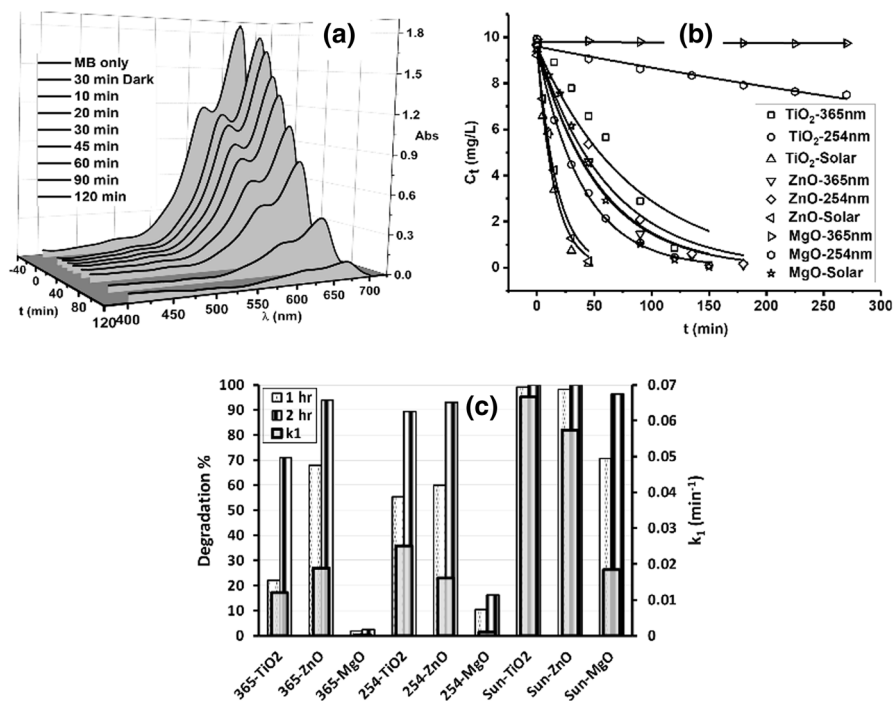 (a)
MB only
30 min Dark
10 min
20 min
30 min
45 min
60 min
90 min
120 min
1.8
1.5
1.2
0.9
0.6
0.3
0.0
Abs
-40
0
40
80
120
t (min)
400
450
500
550
600
650
700
λ (nm)
(b)
10
8
6
4
2
0
Ct (mg/L)
TiO2-365nm
TiO2-254nm
TiO2-Solar
ZnO-365nm
ZnO-254nm
ZnO-Solar
MgO-365nm
MgO-254nm
MgO-Solar
0 50 100 150 200 250 300
t (min)
(c)
1 hr
2 hr
k1
100
90
80
70
60
50
40
30
20
10
0
Degradation %
0.07
0.06
0.05
0.04
0.03
0.02
0.01
0
k1 (min-1)
365-TiO2
365-ZnO
365-MgO
254-TiO2
254-ZnO
254-MgO
Sun-TiO2
Sun-ZnO
Sun-MgO